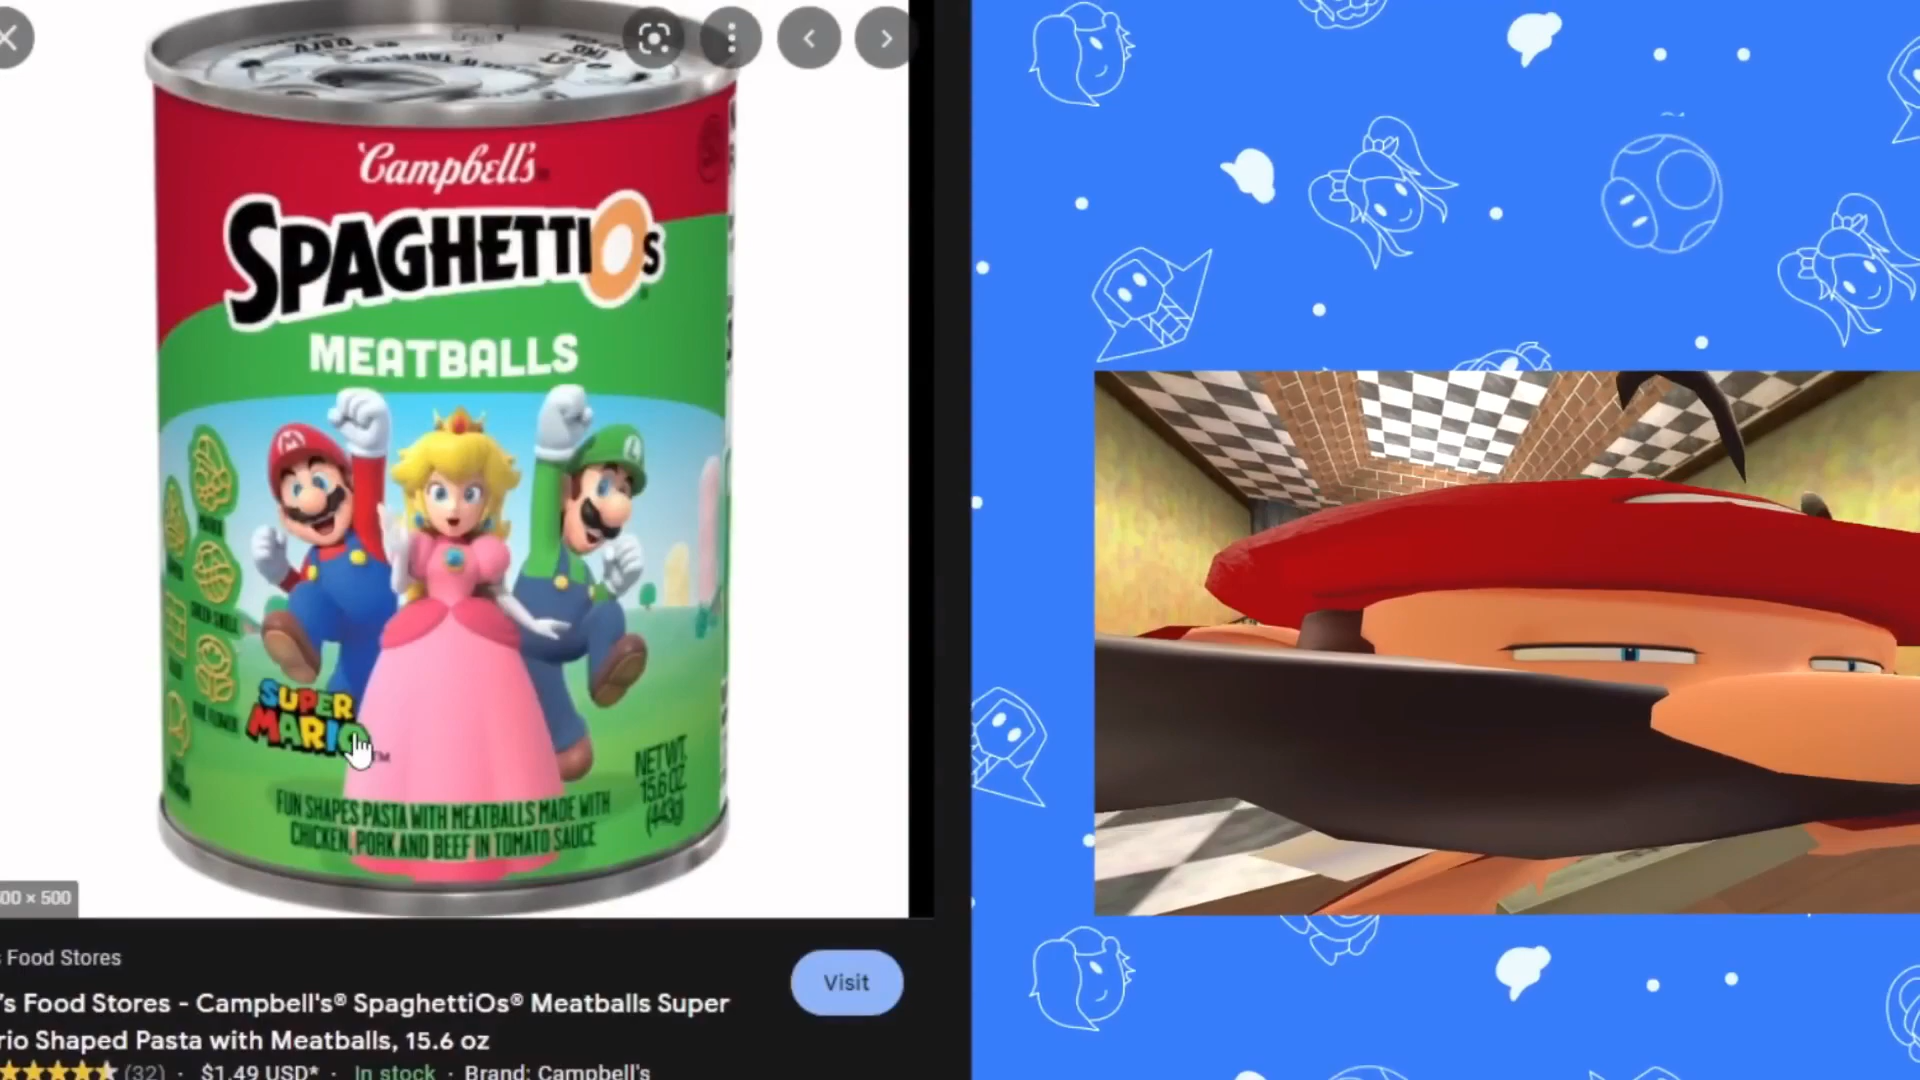 Campbell's
SPAGHETTIOs
MEATBALLS
SUPER
MARIO™
NET WT.
15.6 OZ
(443g)
FUN SHAPES PASTA WITH MEATBALLS MADE WITH
CHICKEN, PORK AND BEEF IN TOMATO SAUCE
00 × 500
s Food Stores
's Food Stores - Campbell's® SpaghettiOs® Meatballs Super
rio Shaped Pasta with Meatballs, 15.6 oz
(32) · $1.49 USD* · In stock · Brand: Campbell's
Visit